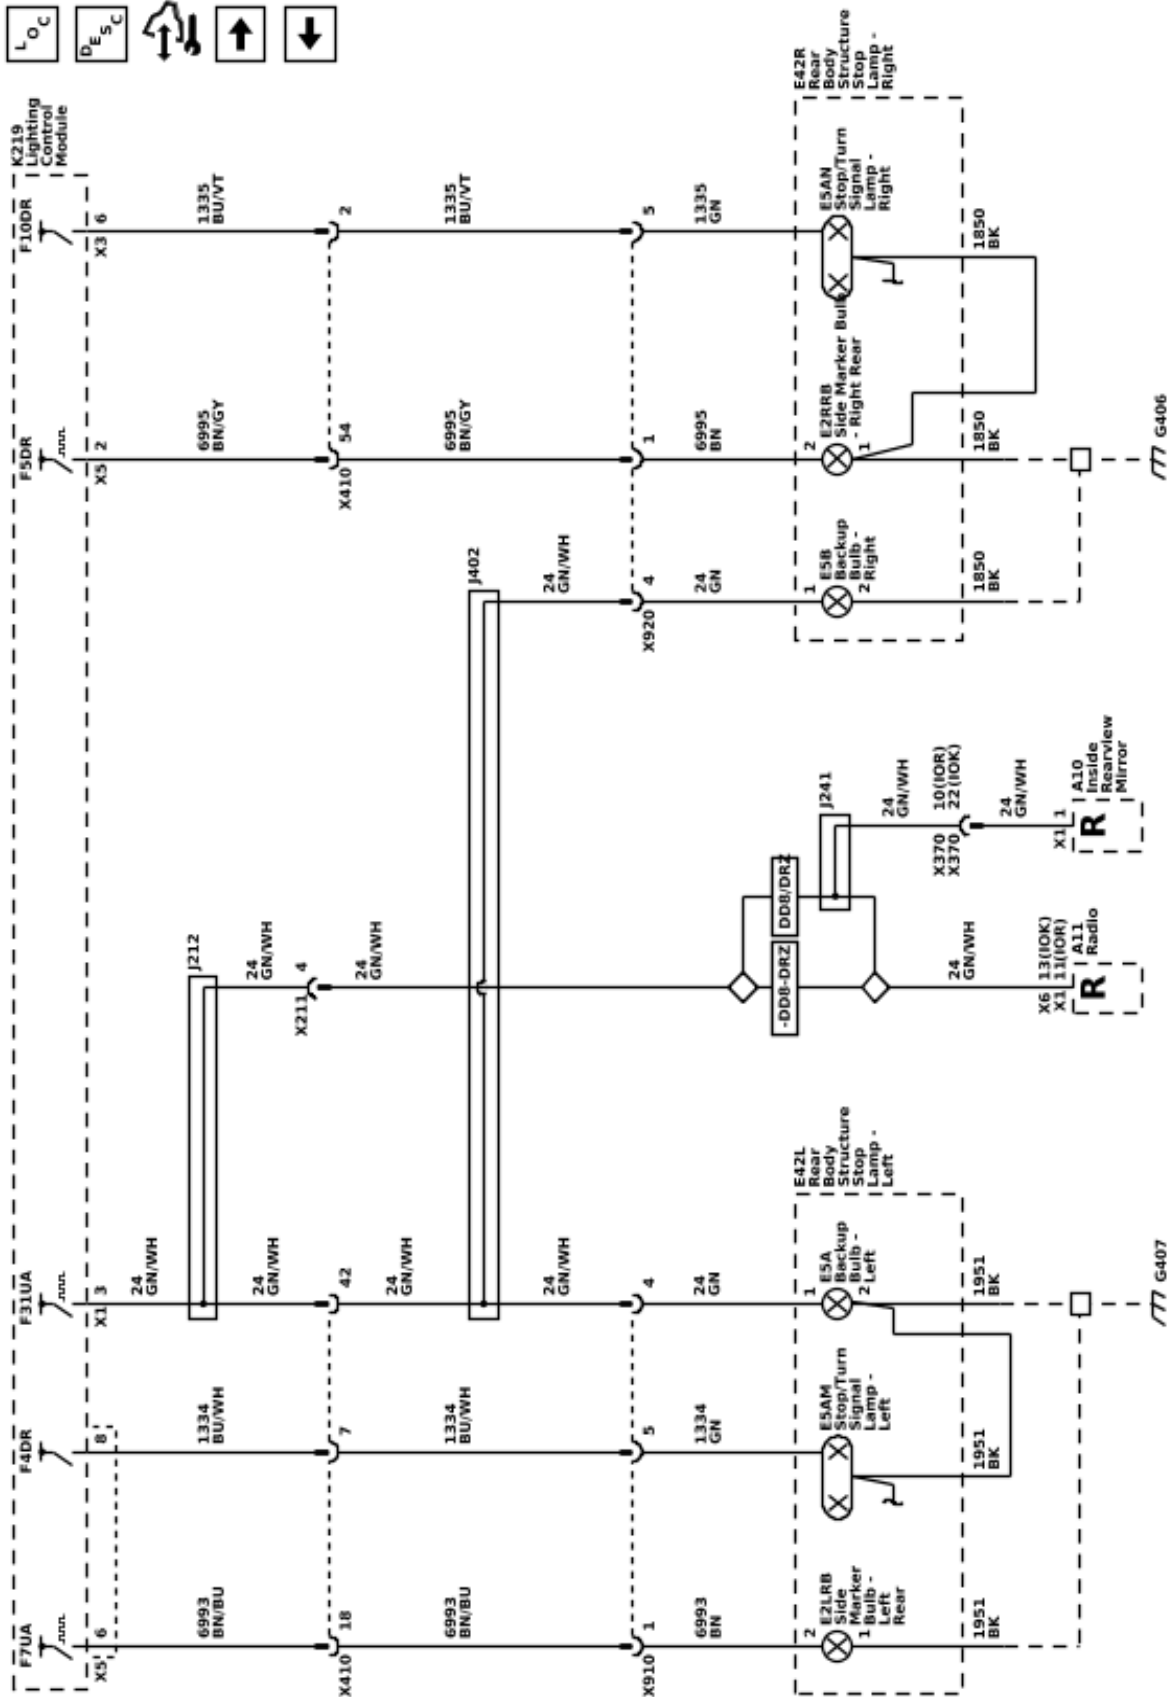 LOC
DESC
K219
Lighting
Control
Module
F7UA
F4DR
F31UA
F5DR
F10DR
X5 6
8
X1 3
X5 2
X3 6
6993
BN/BU
1334
BU/WH
24
GN/WH
J212
24
GN/WH
24
GN/WH
6995
BN/GY
1335
BU/VT
X410
18
7
42
X211
4
X410
54
2
6993
BN/BU
1334
BU/WH
24
GN/WH
24
GN/WH
6995
BN/GY
1335
BU/VT
J402
24
GN/WH
24
GN/WH
X910
1
5
4
X920
4
1
5
6993
BN
1334
GN
24
GN
24
GN
6995
BN
1335
GN
E42L
Rear
Body
Structure
Stop
Lamp -
Left
-DD8-DRZ
DD8/DRZ
J241
E42R
Rear
Body
Structure
Stop
Lamp -
Right
2
E2LRB
Side
Marker
Bulb -
Left
Rear
1
E5AM
Stop/Turn
Signal
Lamp -
Left
1
E5A
Backup
Bulb -
Left
2
1
E5B
Backup
Bulb -
Right
2
2
E2RRB
Side Marker Bulb
- Right Rear
1
E5AN
Stop/Turn
Signal
Lamp -
Right
24
GN/WH
24
GN/WH
X370 10(IOR)
X370 22(IOK)
24
GN/WH
1951
BK
1951
BK
1951
BK
1850
BK
1850
BK
1850
BK
X6 13(IOK)
X1 11(IOR)
R
A11
Radio
X1 1
R
A10
Inside
Rearview
Mirror
G407
G406